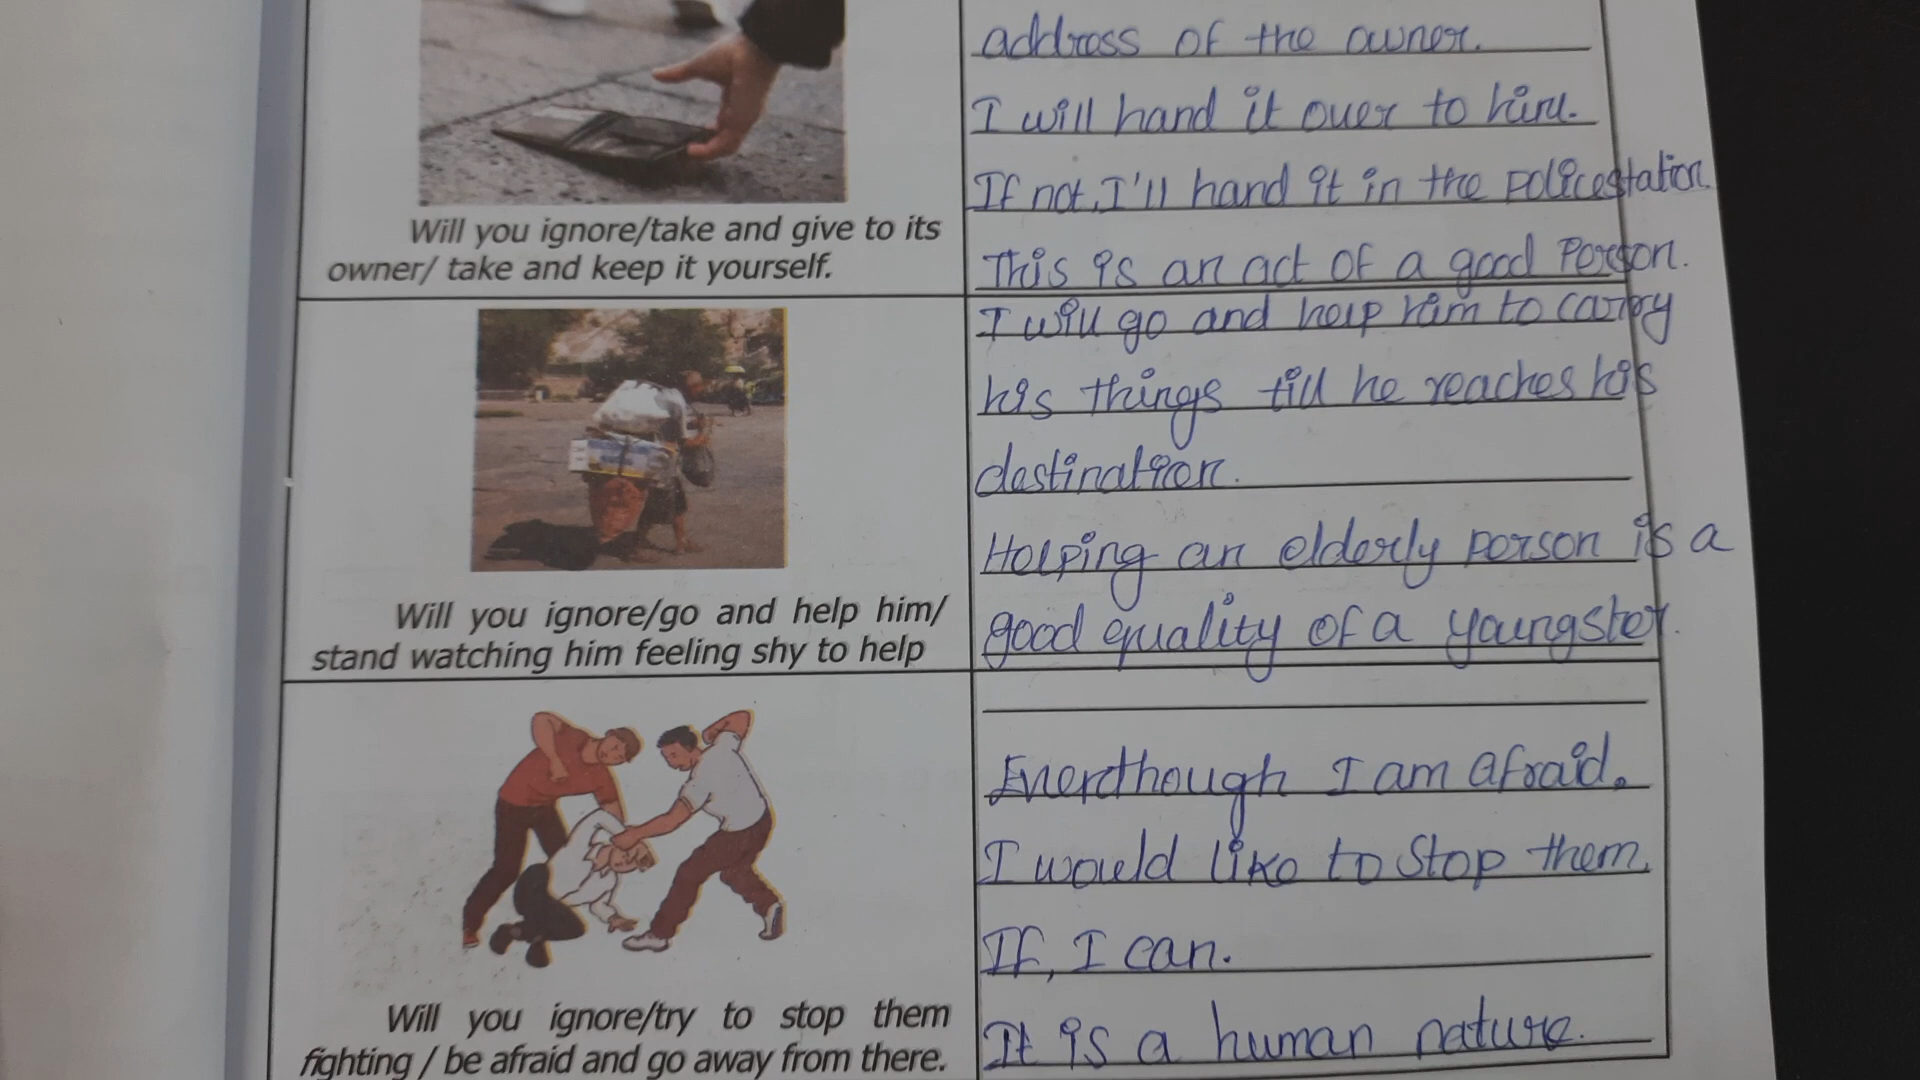 address of the owner.
I will hand it over to him.
If not, I'll hand it in the policestation.
This is an act of a good Person.
Will you ignore/take and give to its
owner/ take and keep it yourself.
I will go and help him to carry
his things till he reaches his
destination.
Helping an elderly person is a
good quality of a youngster.
Will you ignore/go and help him/
stand watching him feeling shy to help
Eventhough I am afraid.
I would like to stop them
If, I can.
It is a human nature.
Will you ignore/try to stop them
fighting / be afraid and go away from there.